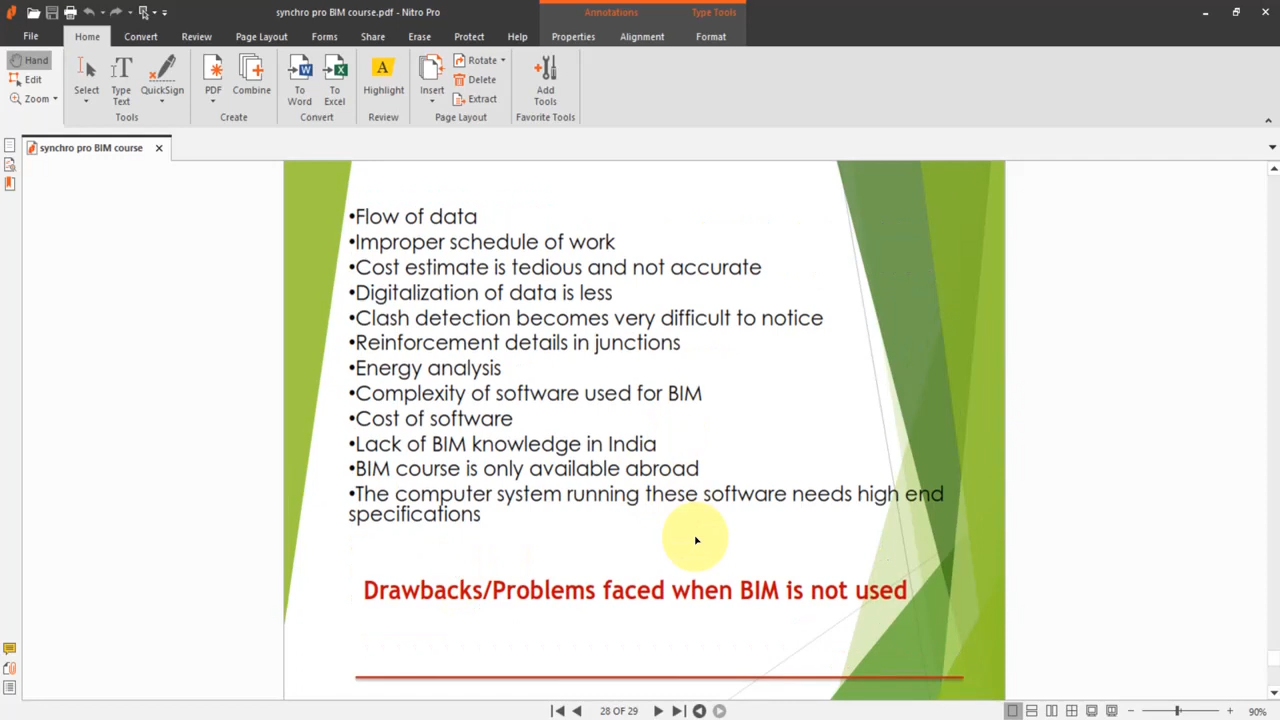 synchro pro BIM course.pdf - Nitro Pro
Annotations
Type Tools
File
Home
Convert
Review
Page Layout
Forms
Share
Erase
Protect
Help
Properties
Alignment
Format
Hand
Edit
Zoom
Select
Type Text
QuickSign
Tools
PDF
Combine
Create
To Word
To Excel
Convert
Highlight
Review
Insert
Rotate
Delete
Extract
Page Layout
Add Tools
Favorite Tools
synchro pro BIM course
•Flow of data
•Improper schedule of work
•Cost estimate is tedious and not accurate
•Digitalization of data is less
•Clash detection becomes very difficult to notice
•Reinforcement details in junctions
•Energy analysis
•Complexity of software used for BIM
•Cost of software
•Lack of BIM knowledge in India
•BIM course is only available abroad
•The computer system running these software needs high end
specifications
Drawbacks/Problems faced when BIM is not used
28 OF 29
90%